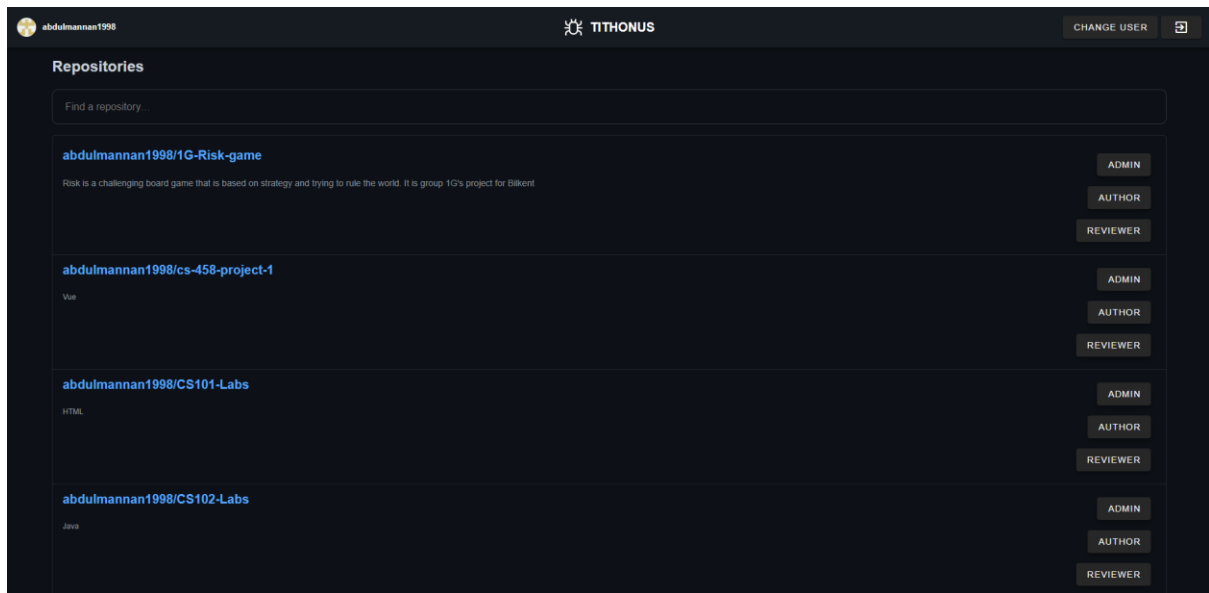 abdulmannan1998
TITHONUS
CHANGE USER
Repositories
Find a repository...
abdulmannan1998/1G-Risk-game
Risk is a challenging board game that is based on strategy and trying to rule the world. It is group 1G's project for Bilkent
ADMIN
AUTHOR
REVIEWER
abdulmannan1998/cs-458-project-1
Vue
ADMIN
AUTHOR
REVIEWER
abdulmannan1998/CS101-Labs
HTML
ADMIN
AUTHOR
REVIEWER
abdulmannan1998/CS102-Labs
Java
ADMIN
AUTHOR
REVIEWER